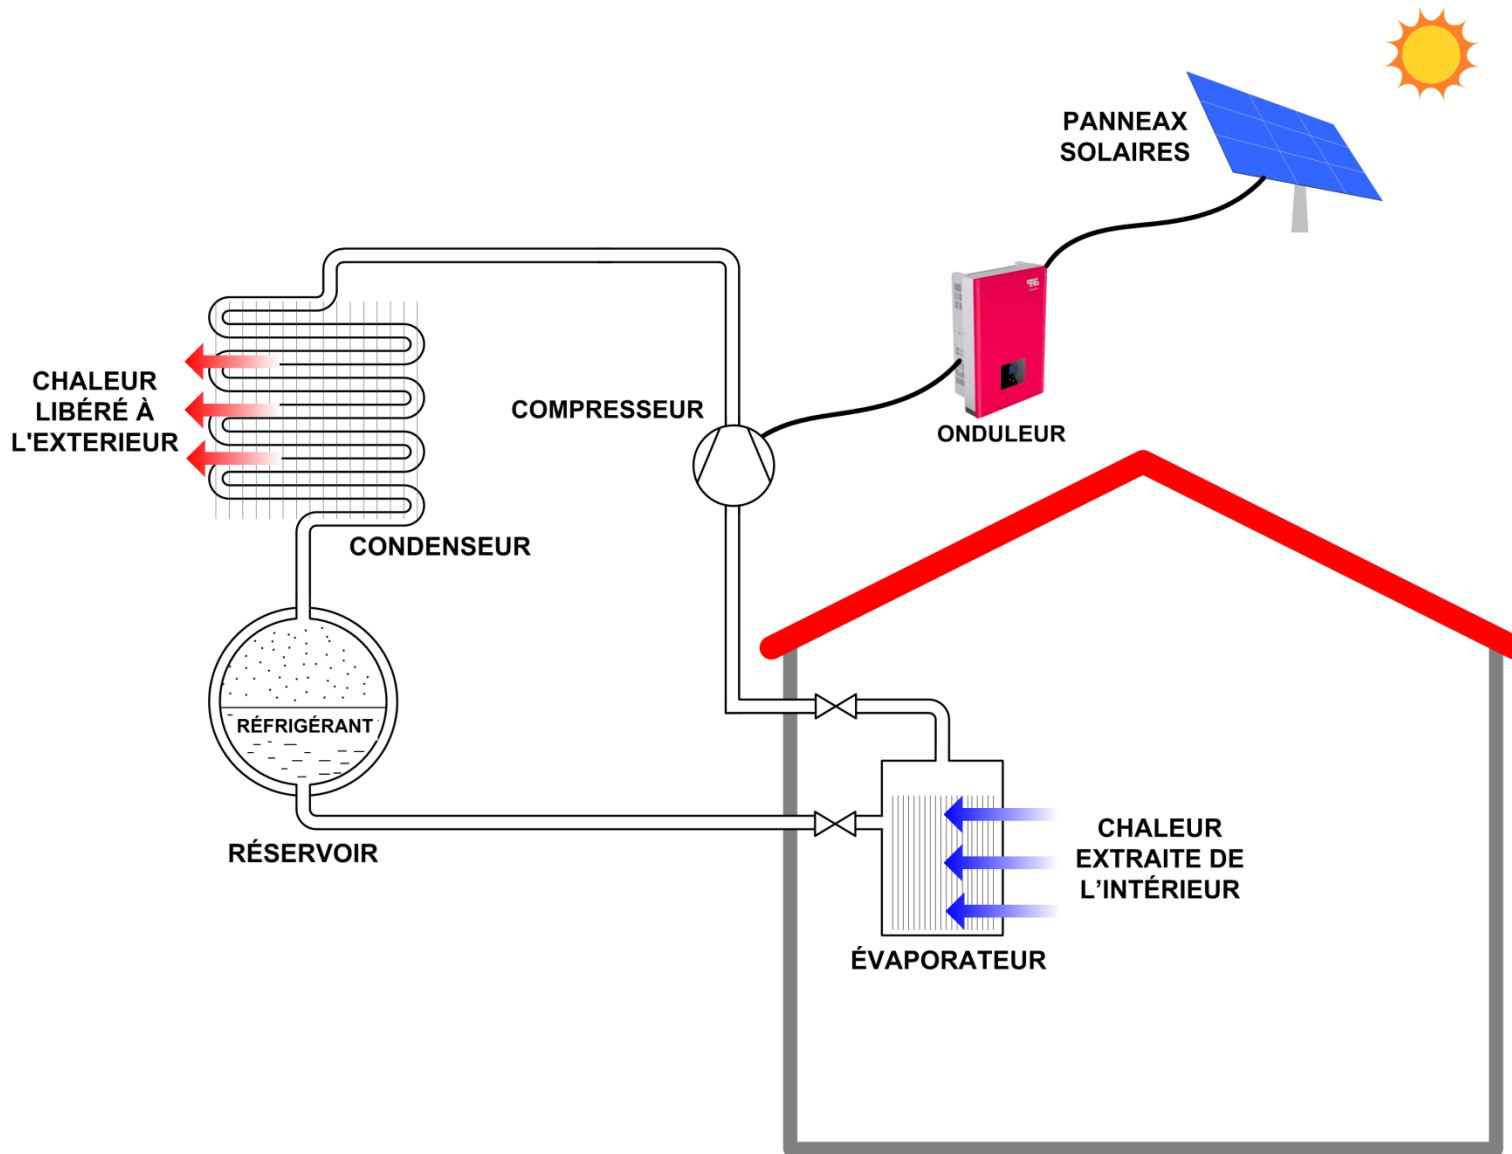 PANNEAX
SOLAIRES
CHALEUR
LIBÉRÉ À
L'EXTERIEUR
COMPRESSEUR
ONDULEUR
CONDENSEUR
RÉFRIGÉRANT
RÉSERVOIR
CHALEUR
EXTRAITE DE
L’INTÉRIEUR
ÉVAPORATEUR